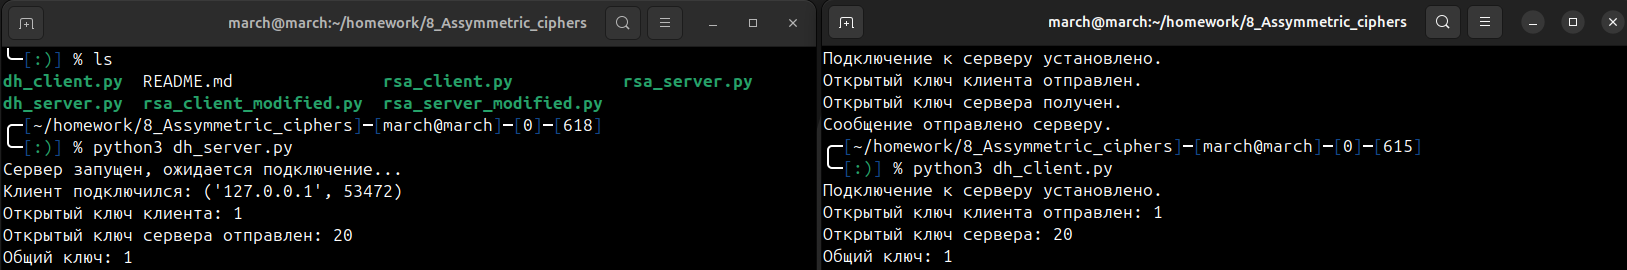 march@march:~/homework/8_Assymmetric_ciphers
[:)] % ls
dh_client.py README.md rsa_client.py rsa_server.py
dh_server.py rsa_client_modified.py rsa_server_modified.py
[~/homework/8_Assymmetric_ciphers]-[march@march]-[0]-[618]
[:)] % python3 dh_server.py
Сервер запущен, ожидается подключение...
Клиент подключился: ('127.0.0.1', 53472)
Открытый ключ клиента: 1
Открытый ключ сервера отправлен: 20
Общий ключ: 1
march@march:~/homework/8_Assymmetric_ciphers
Подключение к серверу установлено.
Открытый ключ клиента отправлен.
Открытый ключ сервера получен.
Сообщение отправлено серверу.
[~/homework/8_Assymmetric_ciphers]-[march@march]-[0]-[615]
[:)] % python3 dh_client.py
Подключение к серверу установлено.
Открытый ключ клиента отправлен: 1
Открытый ключ сервера: 20
Общий ключ: 1